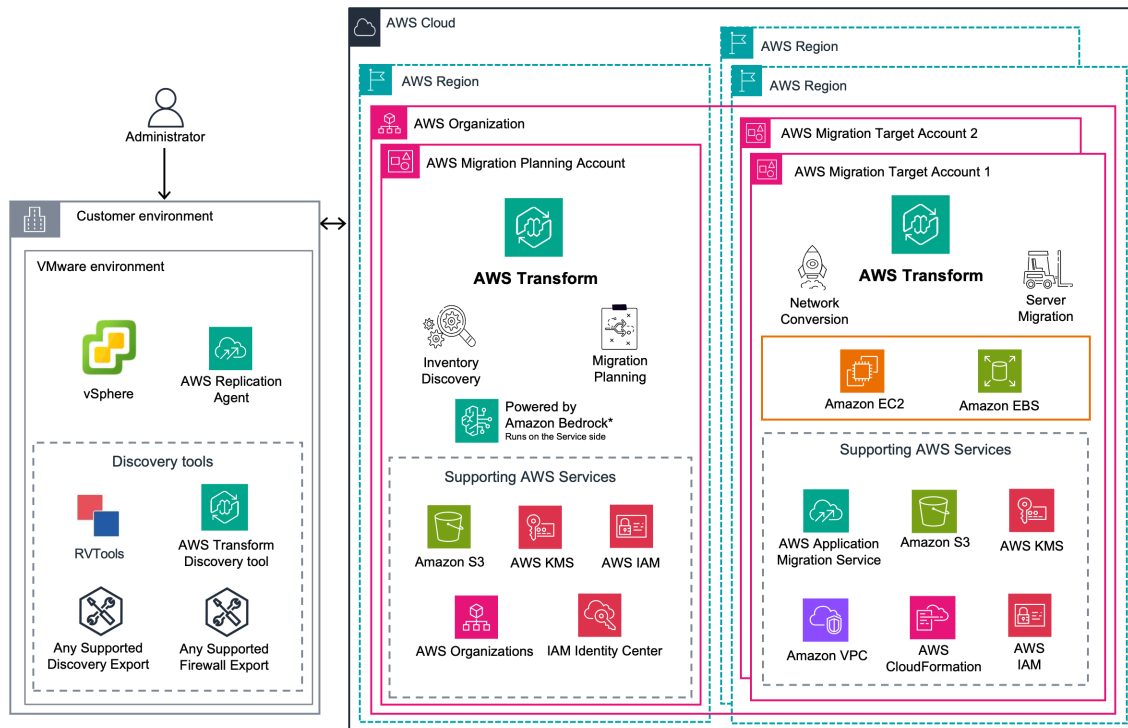 Administrator
Customer environment
VMware environment
vSphere
AWS Replication
Agent
Discovery tools
RVTools
AWS Transform
Discovery tool
Any Supported
Discovery Export
Any Supported
Firewall Export
AWS Cloud
AWS Region
AWS Organization
AWS Migration Planning Account
AWS Transform
Inventory
Discovery
Migration
Planning
Powered by
Amazon Bedrock*
Runs on the Service side
Supporting AWS Services
Amazon S3
AWS KMS
AWS IAM
AWS Organizations
IAM Identity Center
AWS Region
AWS Region
AWS Migration Target Account 2
AWS Migration Target Account 1
AWS Transform
Network
Conversion
Server
Migration
Amazon EC2
Amazon EBS
Supporting AWS Services
AWS Application
Migration Service
Amazon S3
AWS KMS
Amazon VPC
AWS
CloudFormation
AWS
IAM